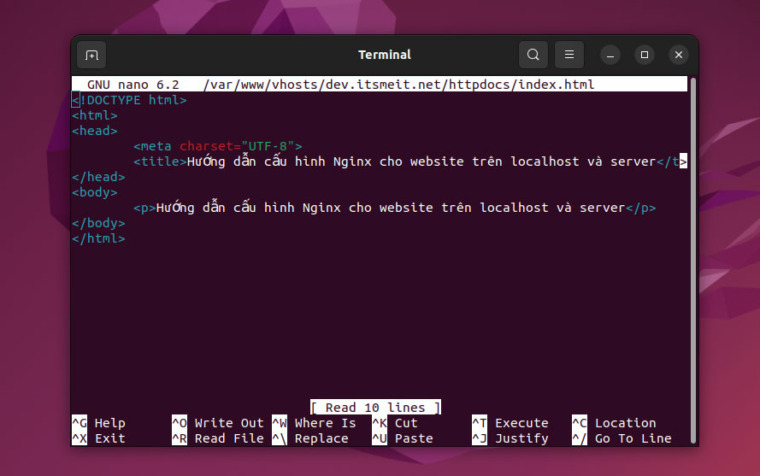 Terminal
GNU nano 6.2 /var/www/vhosts/dev.itsmeit.net/httpdocs/index.html
<!DOCTYPE html>
<html>
<head>
<meta charset="UTF-8">
<title>Hướng dẫn cấu hình Nginx cho website trên localhost và server</t>
</head>
<body>
<p>Hướng dẫn cấu hình Nginx cho website trên localhost và server</p>
</body>
</html>
[ Read 10 lines ]
^G Help ^O Write Out ^W Where Is ^K Cut ^T Execute ^C Location
^X Exit ^R Read File ^\ Replace ^U Paste ^J Justify ^/ Go To Line